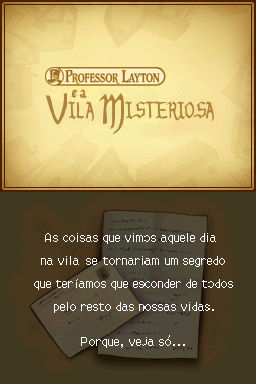 PROFESSOR LAYTON
e a
VILA MISTERIOSA
As coisas que vimos aquele dia
na vila se tornariam um segredo
que teríamos que esconder de todos
pelo resto das nossas vidas.
Porque, veja só...